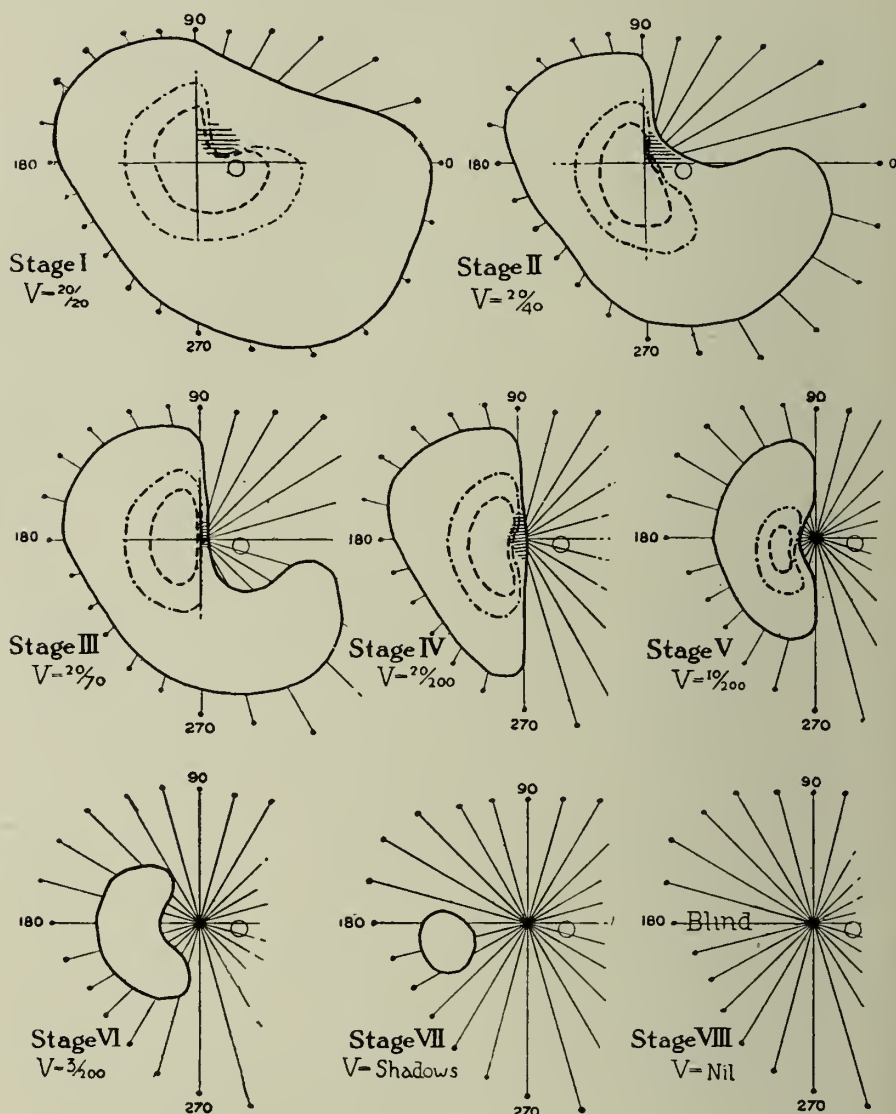 90
180
0
Stage I
V=20/20
270
90
180
0
Stage II
V=20/40
270
90
180
Stage III
V=20/70
270
90
180
Stage IV
V=20/200
270
90
180
Stage V
V=10/200
270
90
180
Stage VI
V=3/200
270
90
180
Stage VII
V=Shadows
270
90
180
Blind
Stage VIII
V=Nil
270